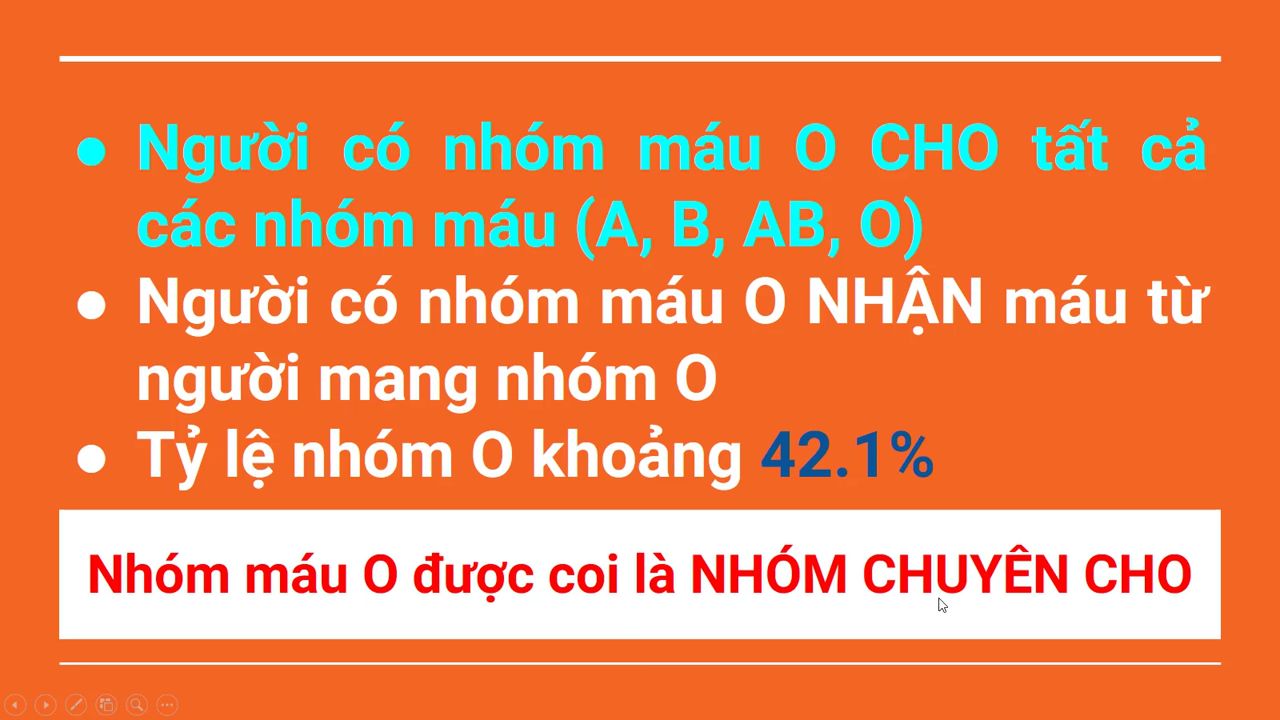 ● Người có nhóm máu O CHO tất cả
các nhóm máu (A, B, AB, O)
● Người có nhóm máu O NHẬN máu từ
người mang nhóm O
● Tỷ lệ nhóm O khoảng 42.1%
Nhóm máu O được coi là NHÓM CHUYÊN CHO